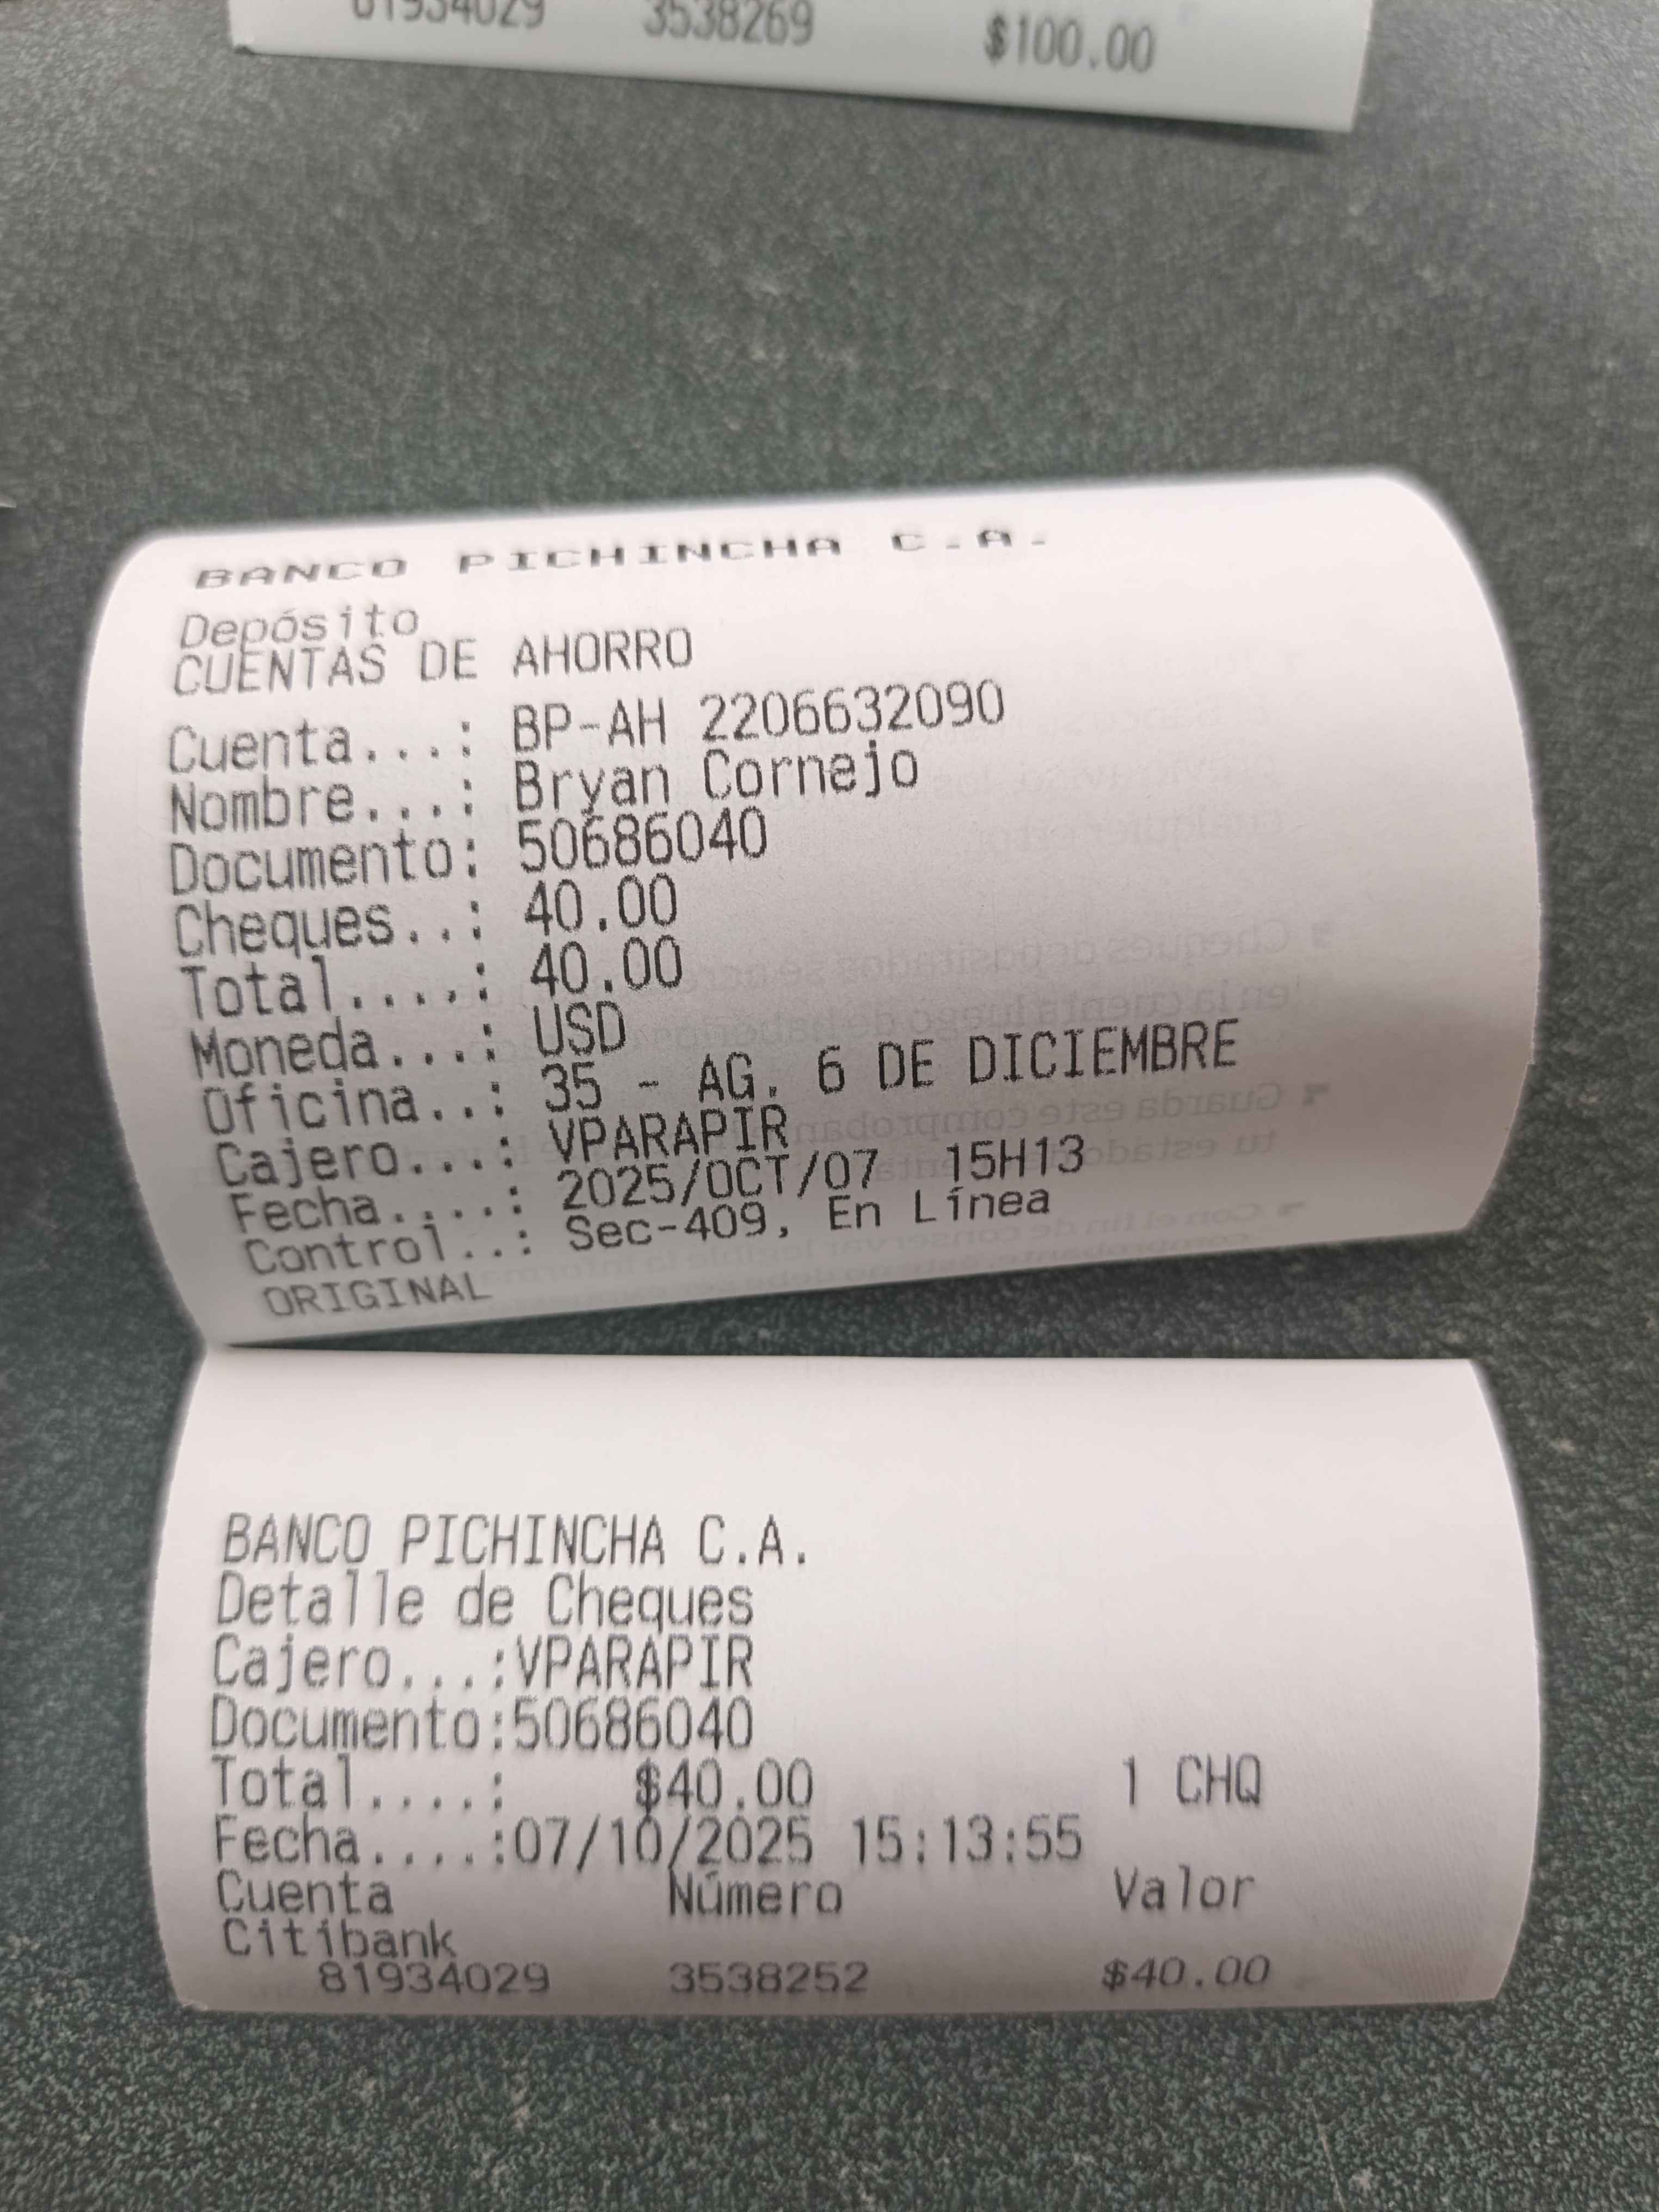 81934029 3538269 $100.00
BANCO PICHINCHA C.A.
Depósito
CUENTAS DE AHORRO
Cuenta...: BP-AH 2206632090
Nombre...: Bryan Cornejo
Documento: 50686040
Cheques..: 40.00
Total....: 40.00
Moneda...: USD
Oficina..: 35 - AG. 6 DE DICIEMBRE
Cajero...: VPARAPIR
Fecha....: 2025/OCT/07 15H13
Control..: Sec-409, En Línea
ORIGINAL
BANCO PICHINCHA C.A.
Detalle de Cheques
Cajero...:VPARAPIR
Documento:50686040
Total....: $40.00 1 CHQ
Fecha....:07/10/2025 15:13:55
Cuenta Número Valor
Citibank
81934029 3538252 $40.00